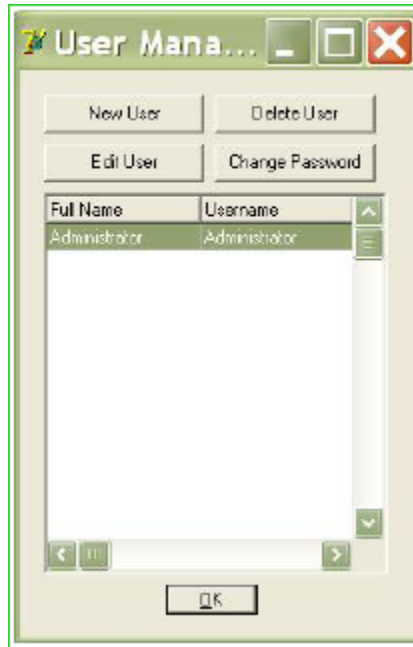 User Mana...
New User Delete User
Edit User Change Password
Full Name Username
Administrator Administrator
OK